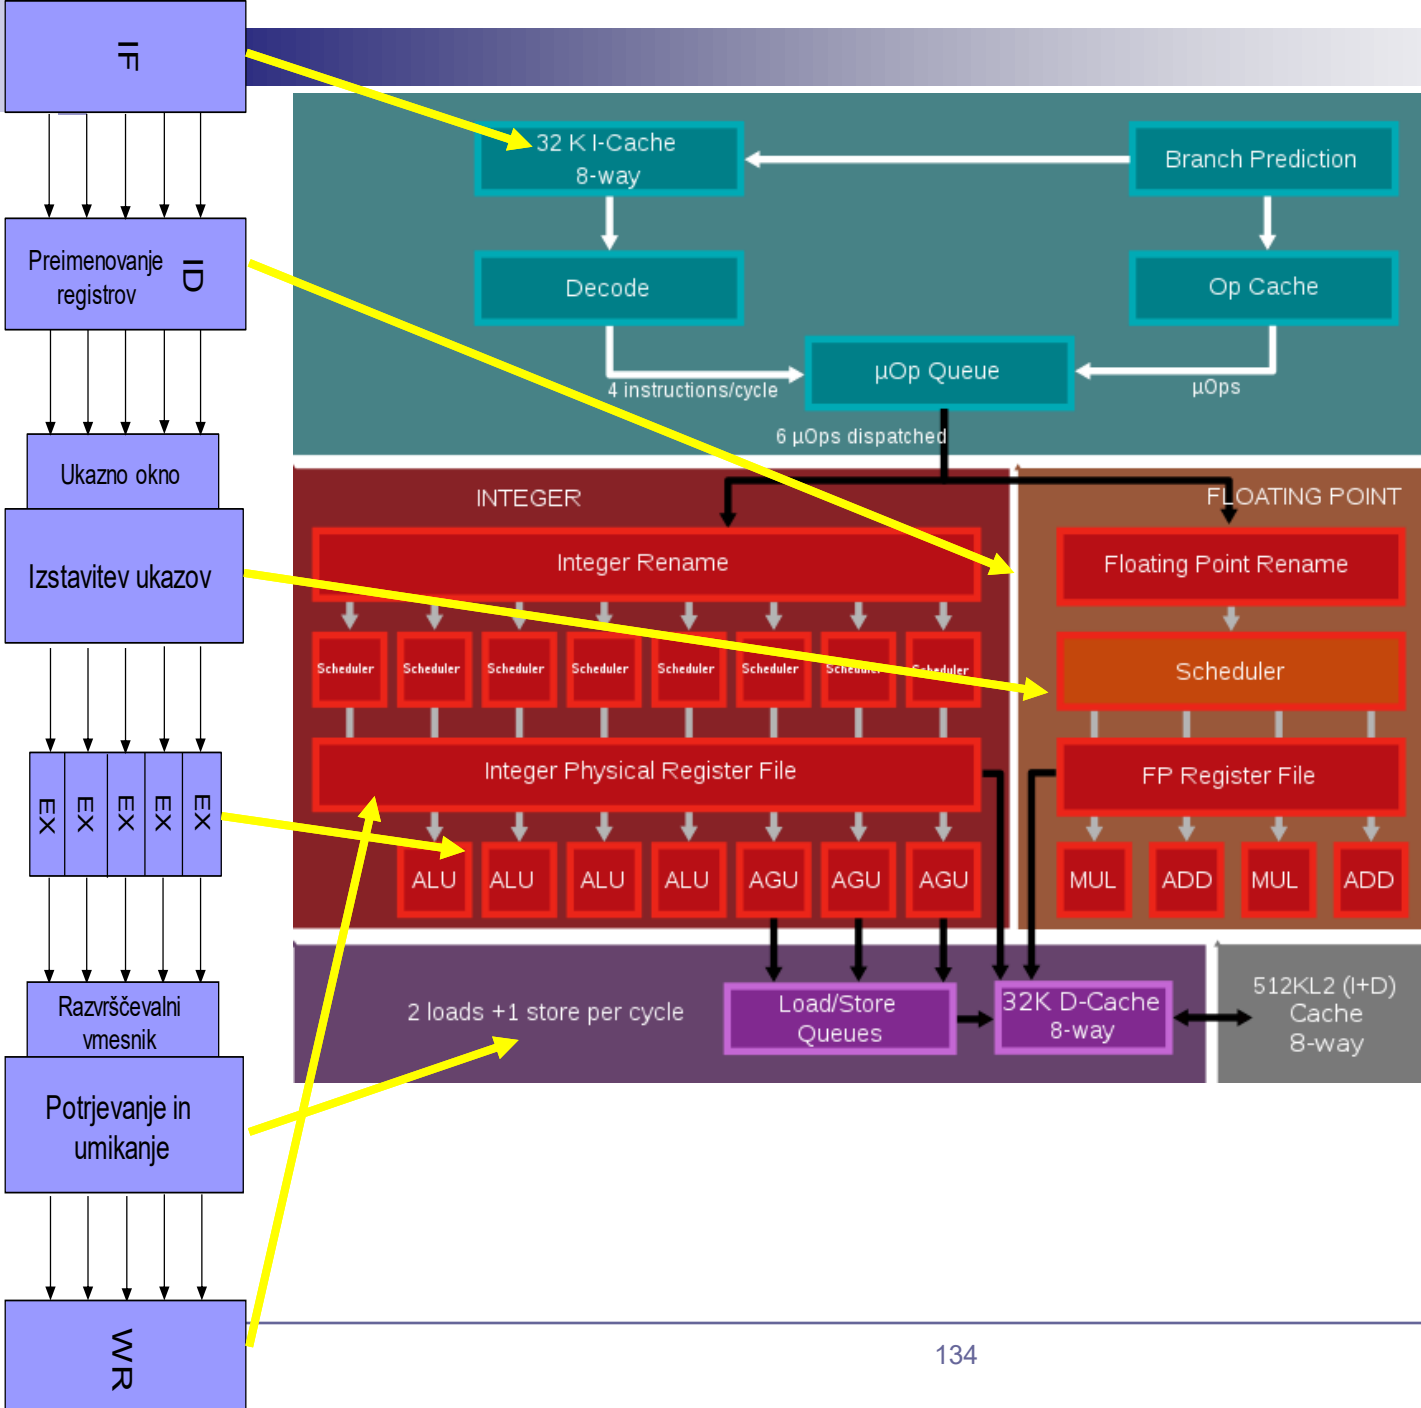 IF
Preimenovanje
registrov
ID
Ukazno okno
Izstavitev ukazov
EX EX EX EX EX
Razvrščevalni
vmesnik
Potrjevanje in
umikanje
WR
32 K I-Cache
8-way
Branch Prediction
Decode
Op Cache
µOp Queue
4 instructions/cycle
µOps
6 µOps dispatched
INTEGER
Integer Rename
Scheduler Scheduler Scheduler Scheduler Scheduler Scheduler Scheduler Scheduler
Integer Physical Register File
ALU ALU ALU ALU AGU AGU AGU
FLOATING POINT
Floating Point Rename
Scheduler
FP Register File
MUL ADD MUL ADD
2 loads +1 store per cycle
Load/Store
Queues
32K D-Cache
8-way
512KL2 (I+D)
Cache
8-way
134